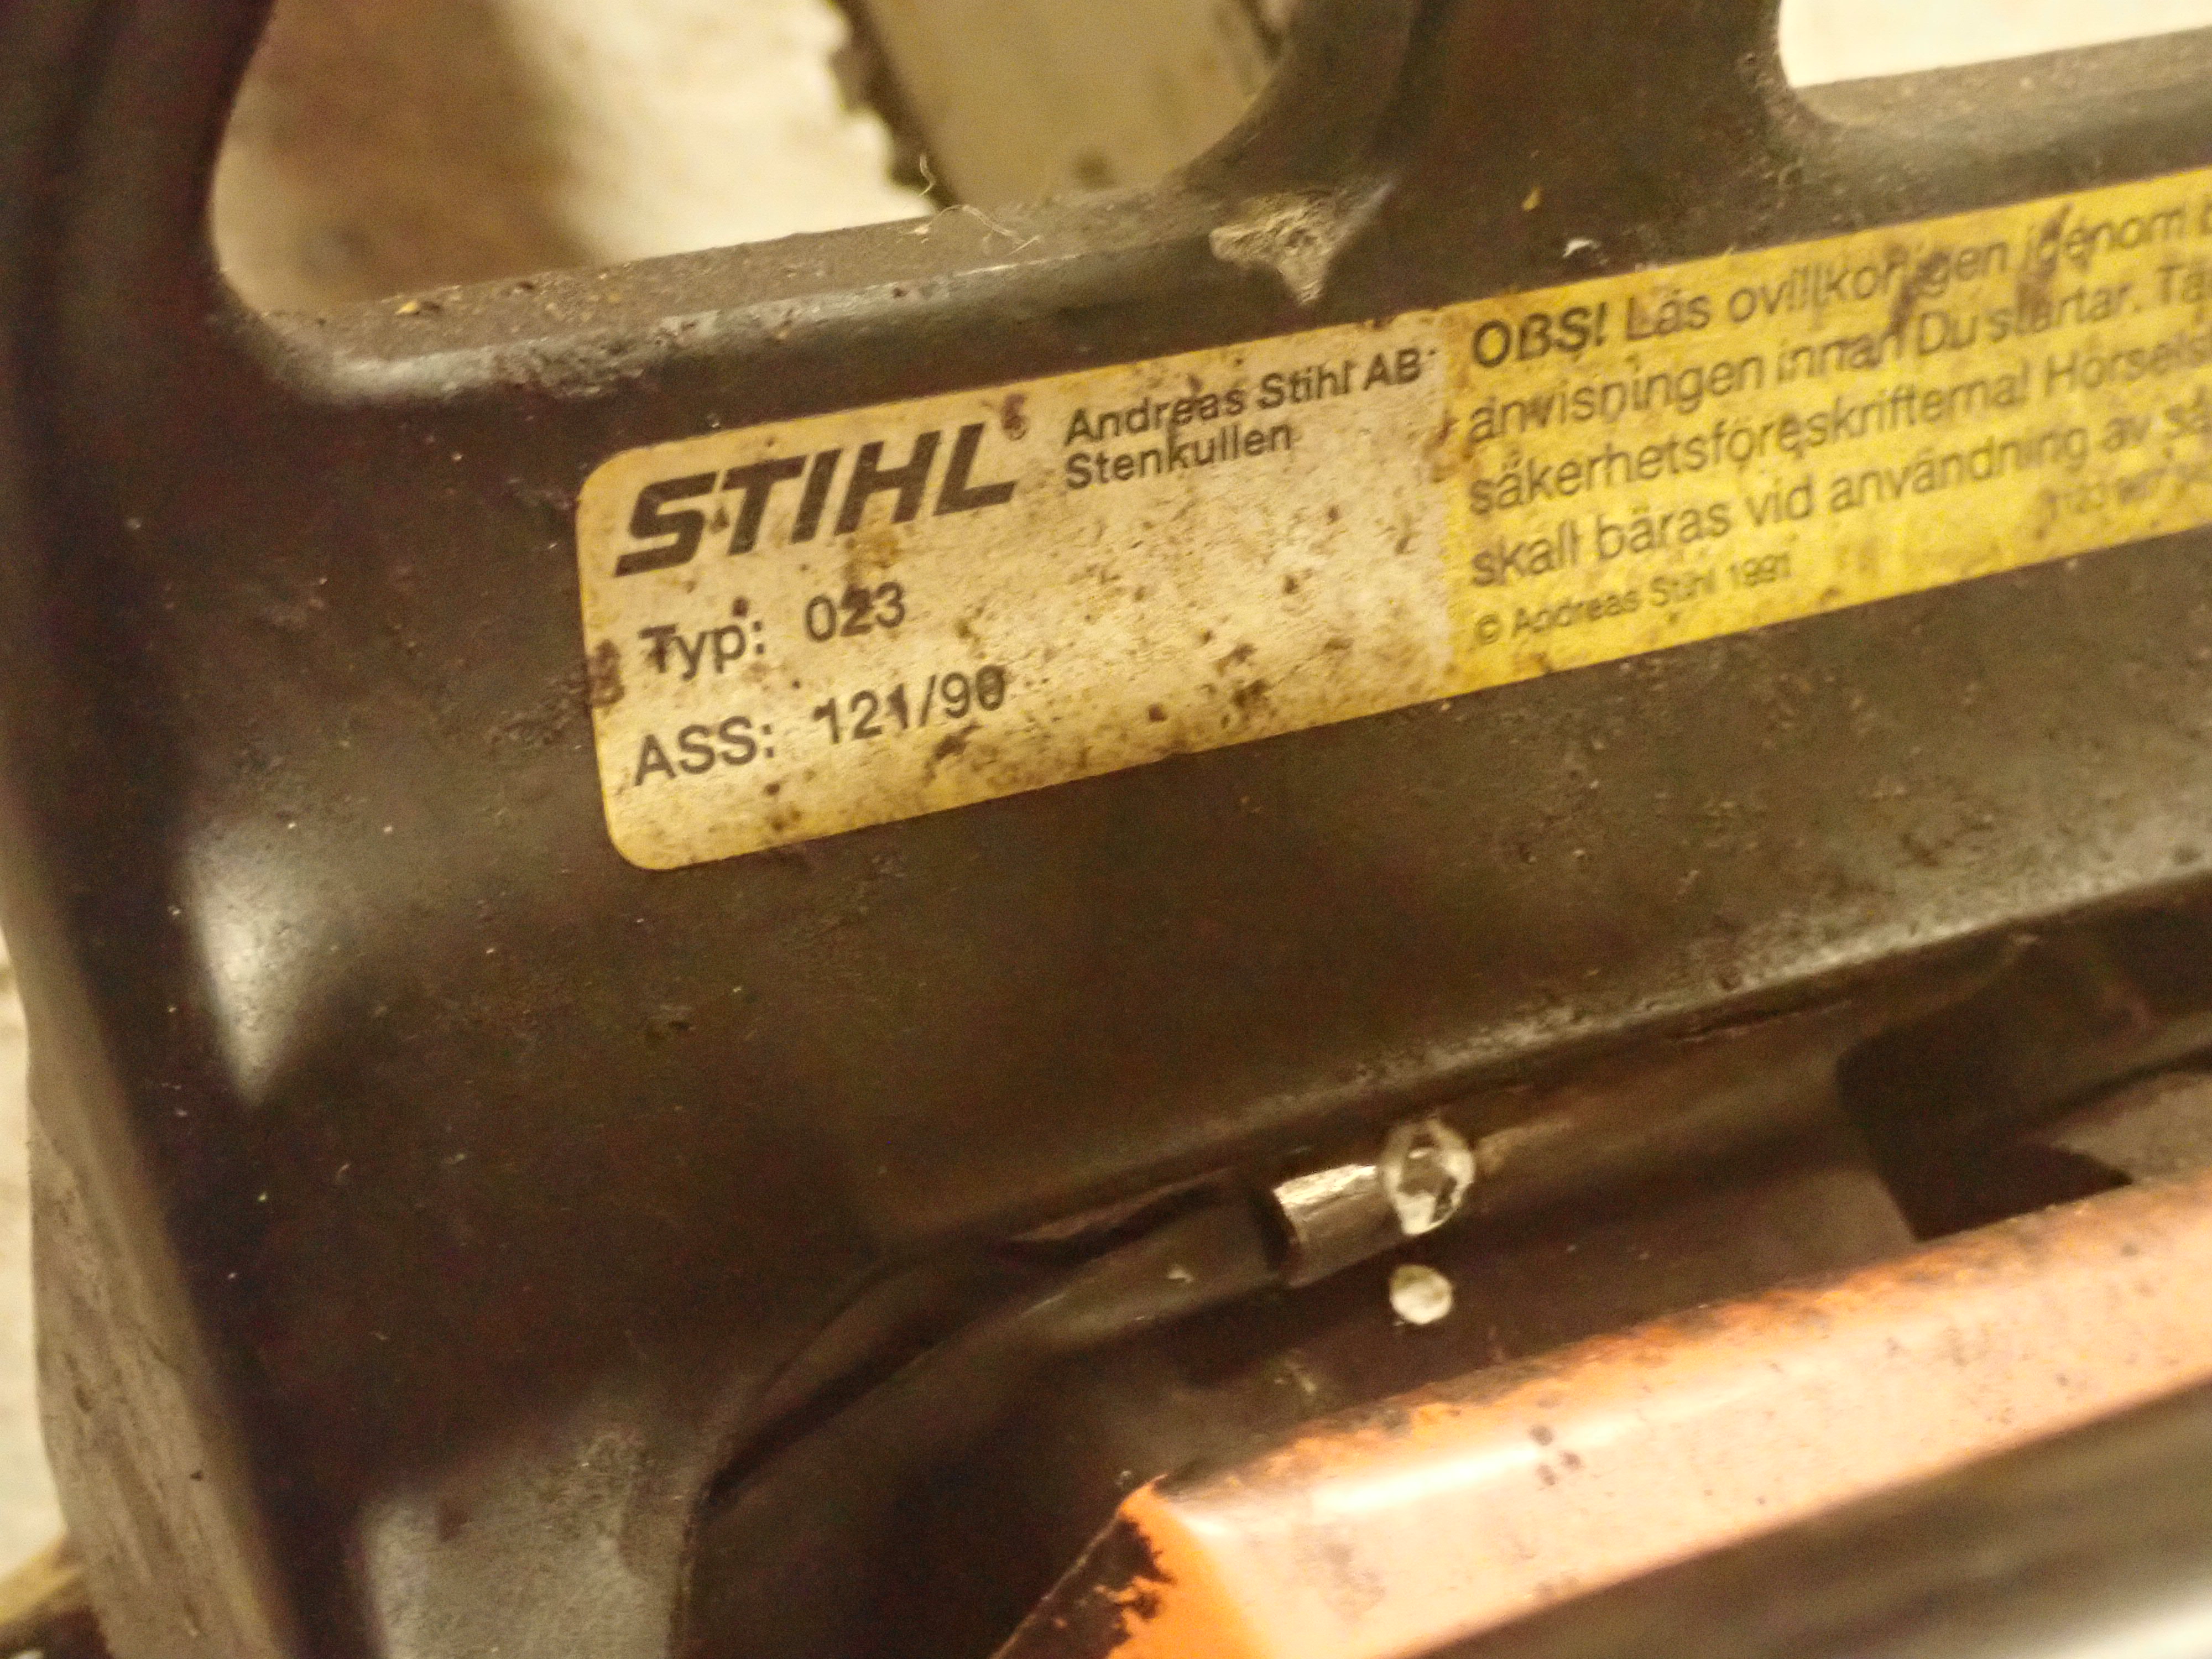 STIHL®
Andreas Stihl AB
Stenkullen
Typ: 023
ASS: 121/90
OBS! Läs ovillkorligen igenom
anvisningen innan Du startar.
säkerhetsföreskrifterna!
skall bäras vid användning av
© Andreas Stihl 1991